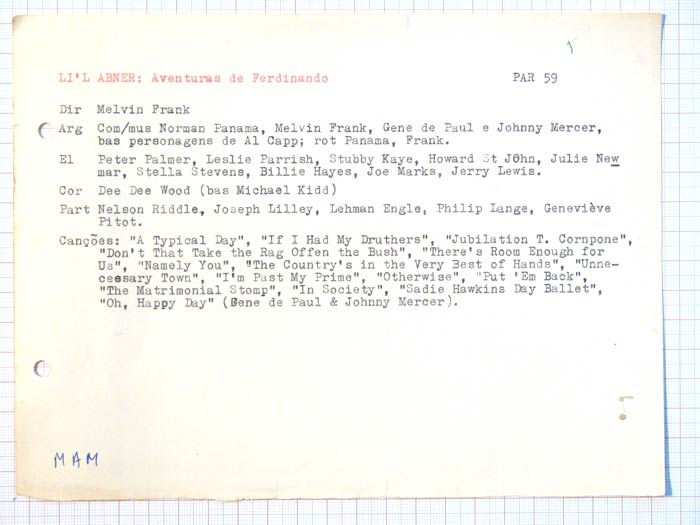 LI'L ABNER: Aventuras de Ferdinando PAR 59
Dir Melvin Frank
Arg Com/mus Norman Panama, Melvin Frank, Gene de Paul e Johnny Mercer,
bas personagens de Al Capp; rot Panama, Frank.
El Peter Palmer, Leslie Parrish, Stubby Kaye, Howard St John, Julie New
mar, Stella Stevens, Billie Hayes, Joe Marks, Jerry Lewis.
Cor Dee Dee Wood (bas Michael Kidd)
Part Nelson Riddle, Joseph Lilley, Lehman Engle, Philip Lange, Geneviève
Pitot.
Canções: "A Typical Day", "If I Had My Druthers", "Jubilation T. Cornpone",
"Don't That Take the Rag Offen the Bush", "There's Room Enough for
Us", "Namely You", "The Country's in the Very Best of Hands", "Unne-
ceesary Town", "I'm Past My Prime", "Otherwise", "Put 'Em Back",
"The Matrimonial Stomp", "In Society", "Sadie Hawkins Day Ballet",
"Oh, Happy Day" (Gene de Paul & Johnny Mercer).
MAM